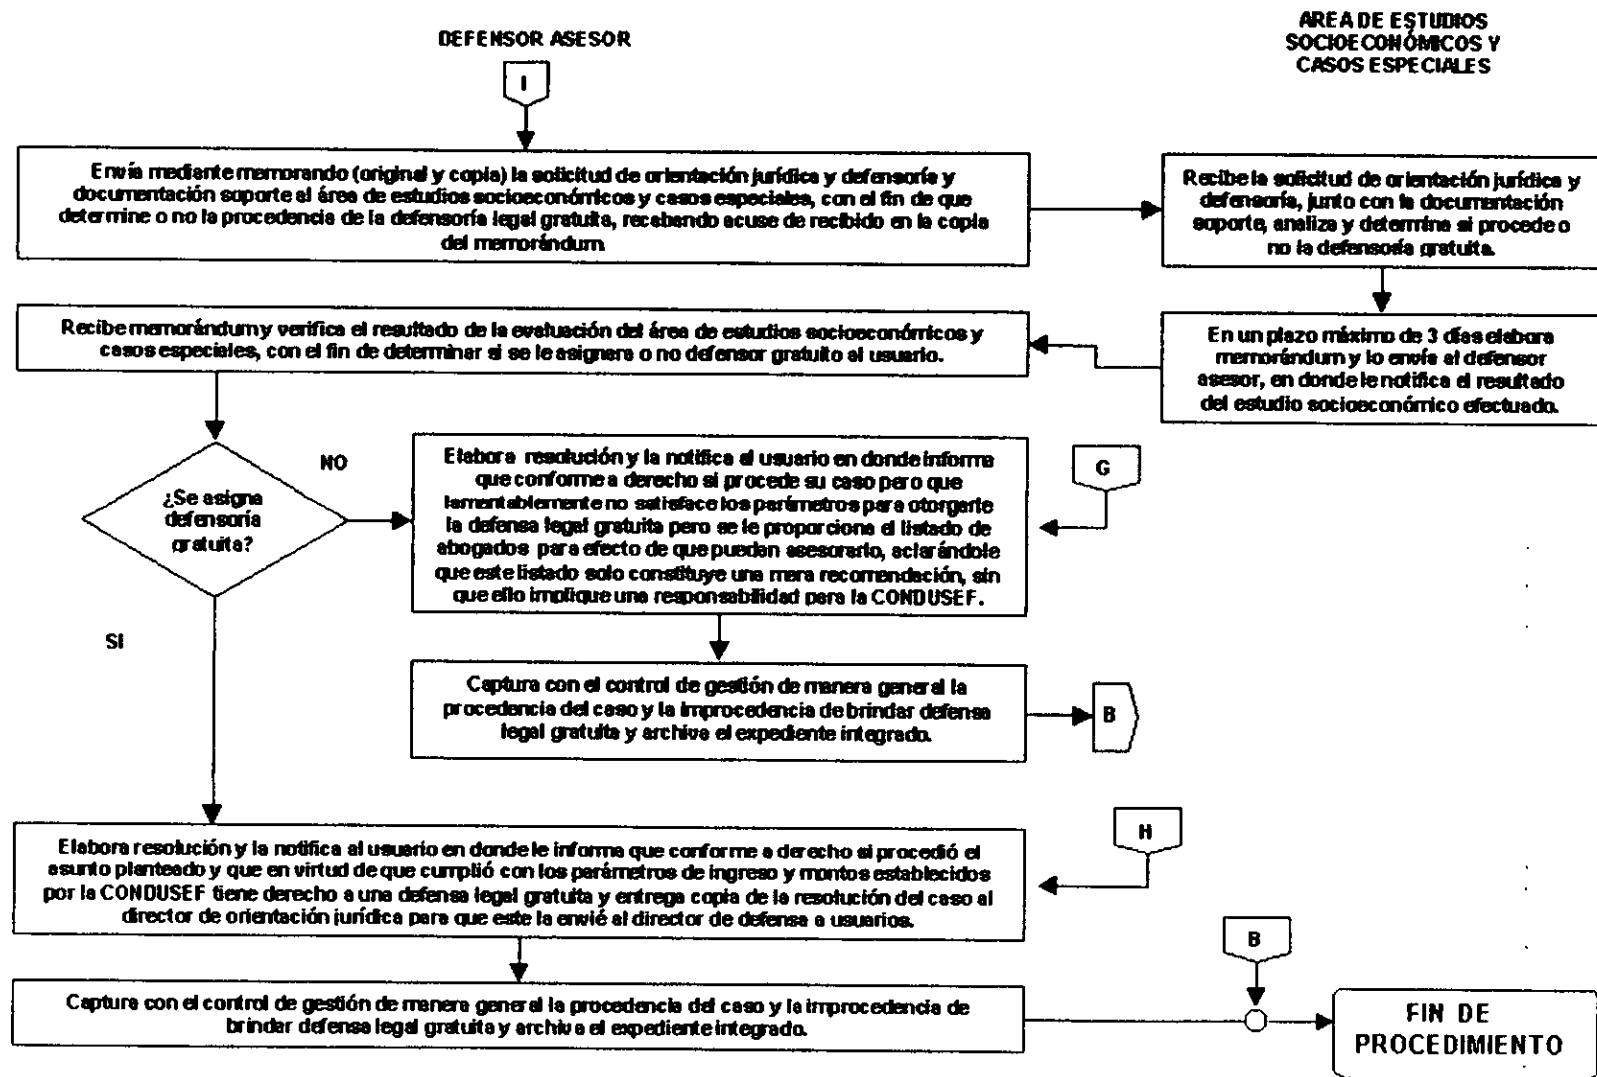 DEFENSOR ASESOR
AREA DE ESTUDIOS
SOCIOECONÓMICOS Y
CASOS ESPECIALES
I
Envía mediante memorando (original y copia) la solicitud de orientación jurídica y defensoría y
documentación soporte al área de estudios socioeconómicos y casos especiales, con el fin de que
determine o no la procedencia de la defensoría legal gratuita, recabando acuse de recibido en la copia
del memorándum.
Recibe la solicitud de orientación jurídica y
defensoría, junto con la documentación
soporte, analiza y determina si procede o
no la defensoría gratuita.
Recibe memorándum y verifica el resultado de la evaluación del área de estudios socioeconómicos y
casos especiales, con el fin de determinar si se le asignara o no defensor gratuito al usuario.
En un plazo máximo de 3 días elabora
memorándum y lo envía al defensor
asesor, en donde le notifica el resultado
del estudio socioeconómico efectuado.
¿Se asigna
defensoría
gratuita?
NO
Elabora resolución y la notifica al usuario en donde informa
que conforme a derecho si procede su caso pero que
lamentablemente no satisface los parámetros para otorgarle
la defensa legal gratuita pero se le proporciona el listado de
abogados para efecto de que puedan asesorarlo, aclarándole
que este listado solo constituye una mera recomendación, sin
que ello implique una responsabilidad para la CONDUSEF.
G
SI
Captura con el control de gestión de manera general la
procedencia del caso y la improcedencia de brindar defensa
legal gratuita y archiva el expediente integrado.
B
Elabora resolución y la notifica al usuario en donde le informa que conforme a derecho si procedió el
asunto planteado y que en virtud de que cumplió con los parámetros de ingreso y montos establecidos
por la CONDUSEF tiene derecho a una defensa legal gratuita y entrega copia de la resolución del caso al
director de orientación jurídica para que este la envié al director de defensa a usuarios.
H
B
Captura con el control de gestión de manera general la procedencia del caso y la improcedencia de
brindar defensa legal gratuita y archiva el expediente integrado.
FIN DE
PROCEDIMIENTO